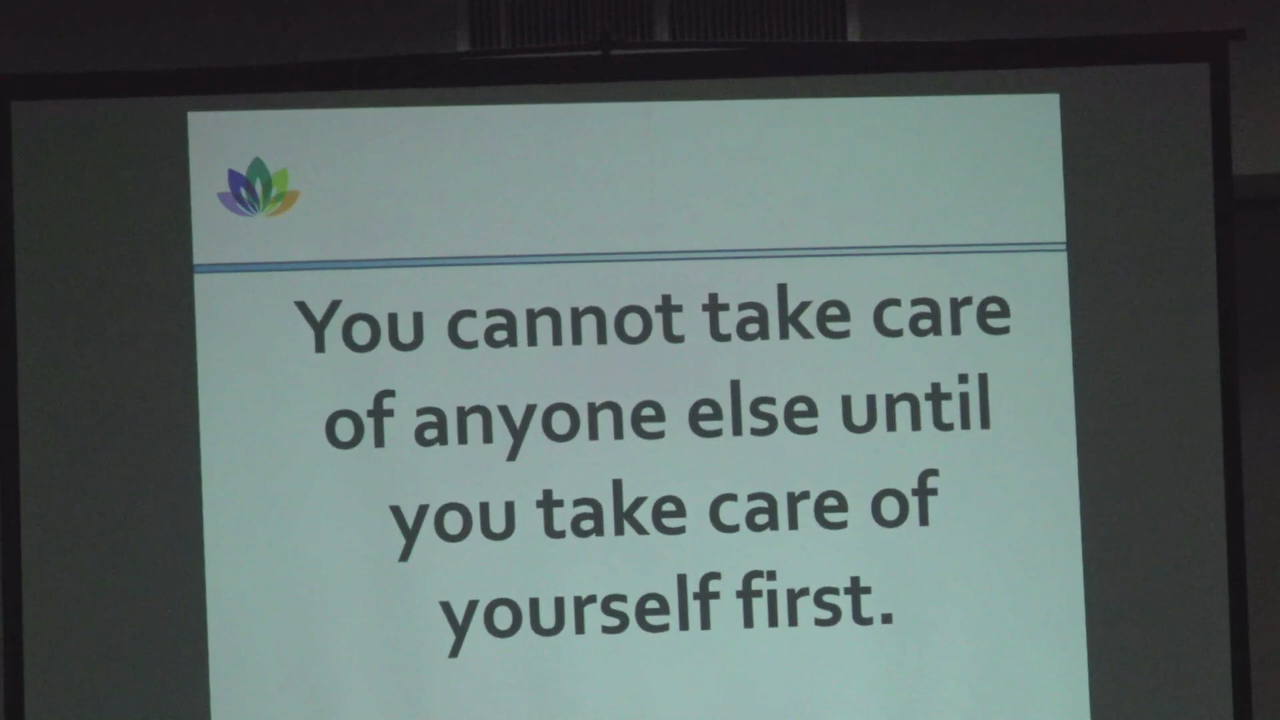 You cannot take care
of anyone else until
you take care of
yourself first.